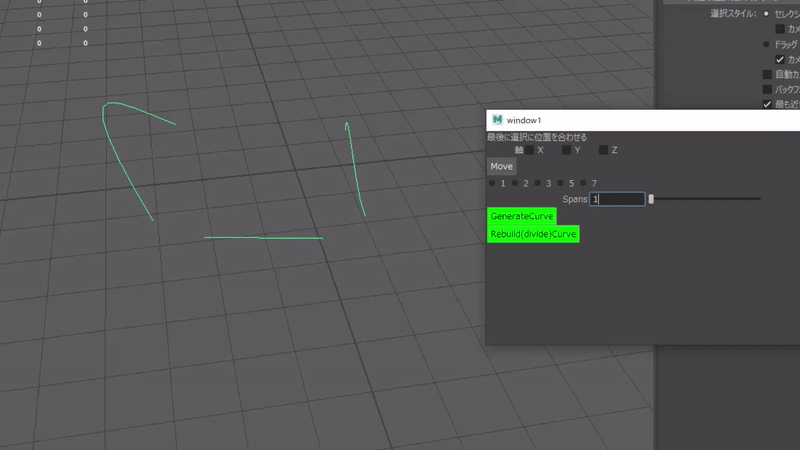 0 0
0 0
0 0
選択スタイル: セレクシ
カメ
ドラッグ
カメ
自動カメ
バックフェ
最も近
window1
最後に選択に位置を合わせる
軸 X Y Z
Move
1 2 3 5 7
Spans 1
GenerateCurve
Rebuild(divide)Curve